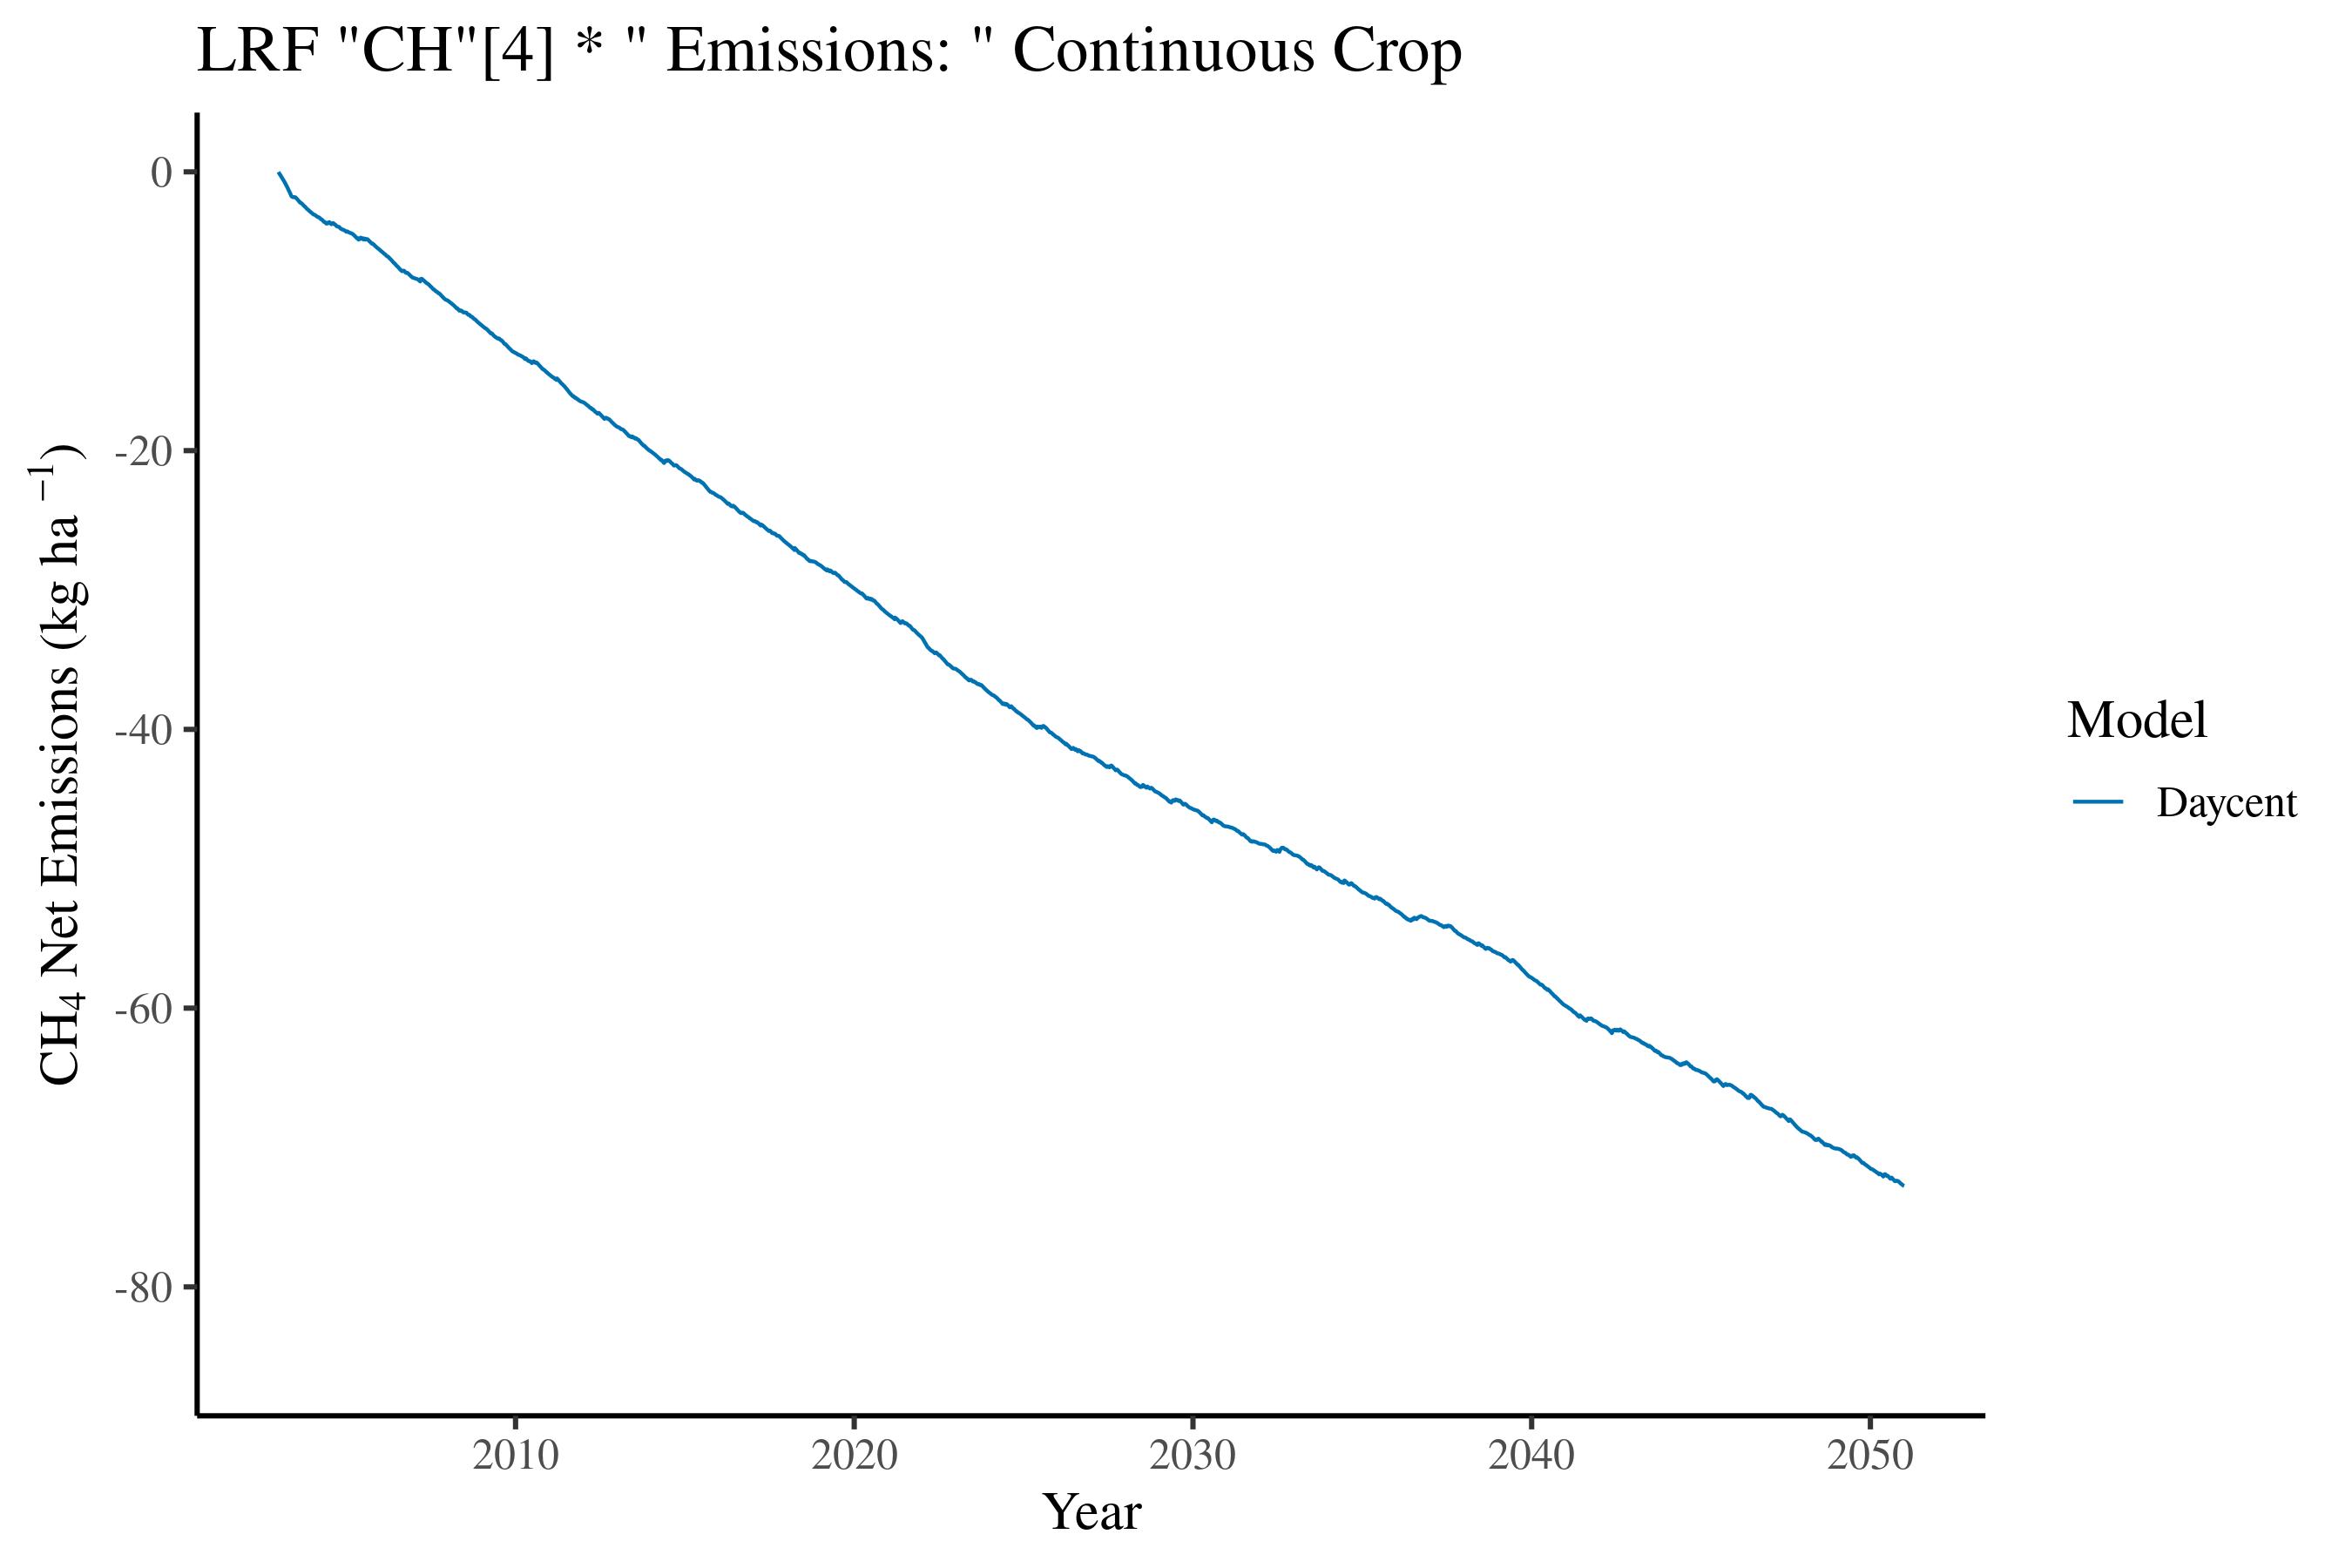 LRF "CH"[4] * " Emissions: " Continuous Crop
CH₄ Net Emissions (kg ha ⁻¹)
0
-20
-40
-60
-80
2010 2020 2030 2040 2050
Year
Model
Daycent